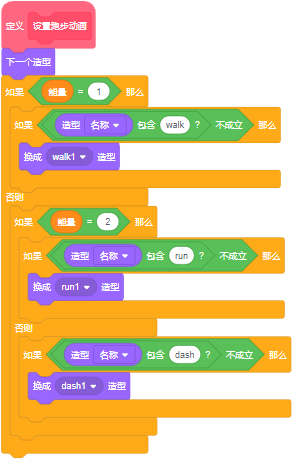 定义 设置跑步动画
下一个造型
如果 能量 = 1 那么
如果 造型 名称 包含 walk ? 不成立 那么
换成 walk1 造型
否则
如果 能量 = 2 那么
如果 造型 名称 包含 run ? 不成立 那么
换成 run1 造型
否则
如果 造型 名称 包含 dash ? 不成立 那么
换成 dash1 造型